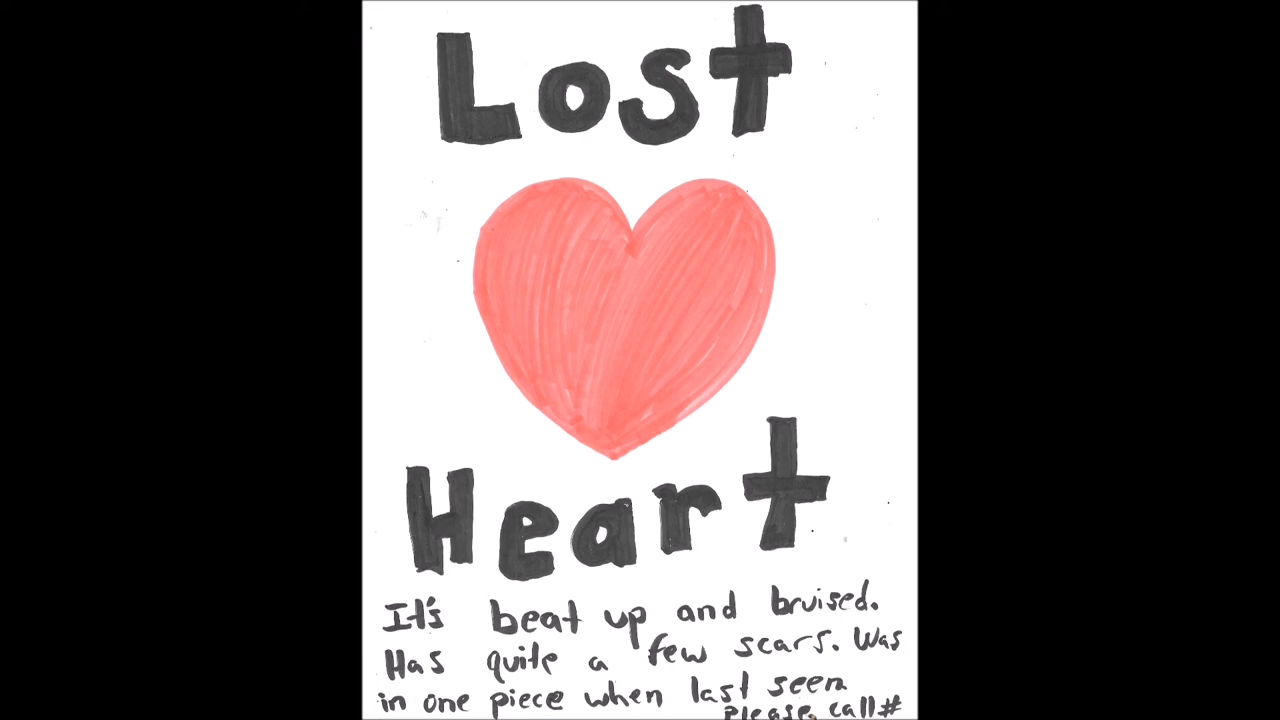 Lost
Heart
It's beat up and bruised.
Has quite a few scars. Was
in one piece when last seen
please call#